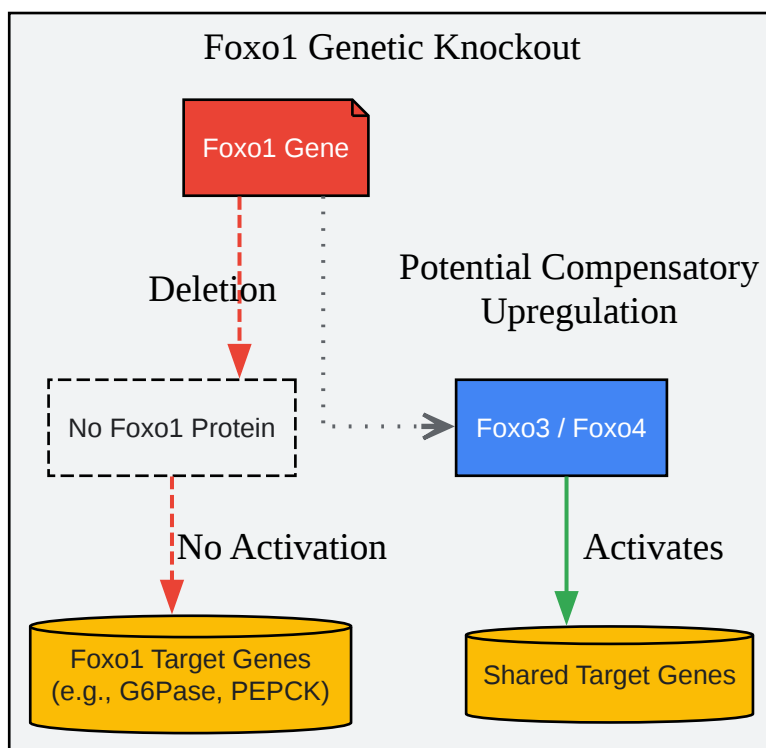 Foxo1 Genetic Knockout
Foxo1 Gene
Deletion
Potential Compensatory
Upregulation
No Foxo1 Protein
Foxo3 / Foxo4
No Activation
Activates
Foxo1 Target Genes
(e.g., G6Pase, PEPCK)
Shared Target Genes